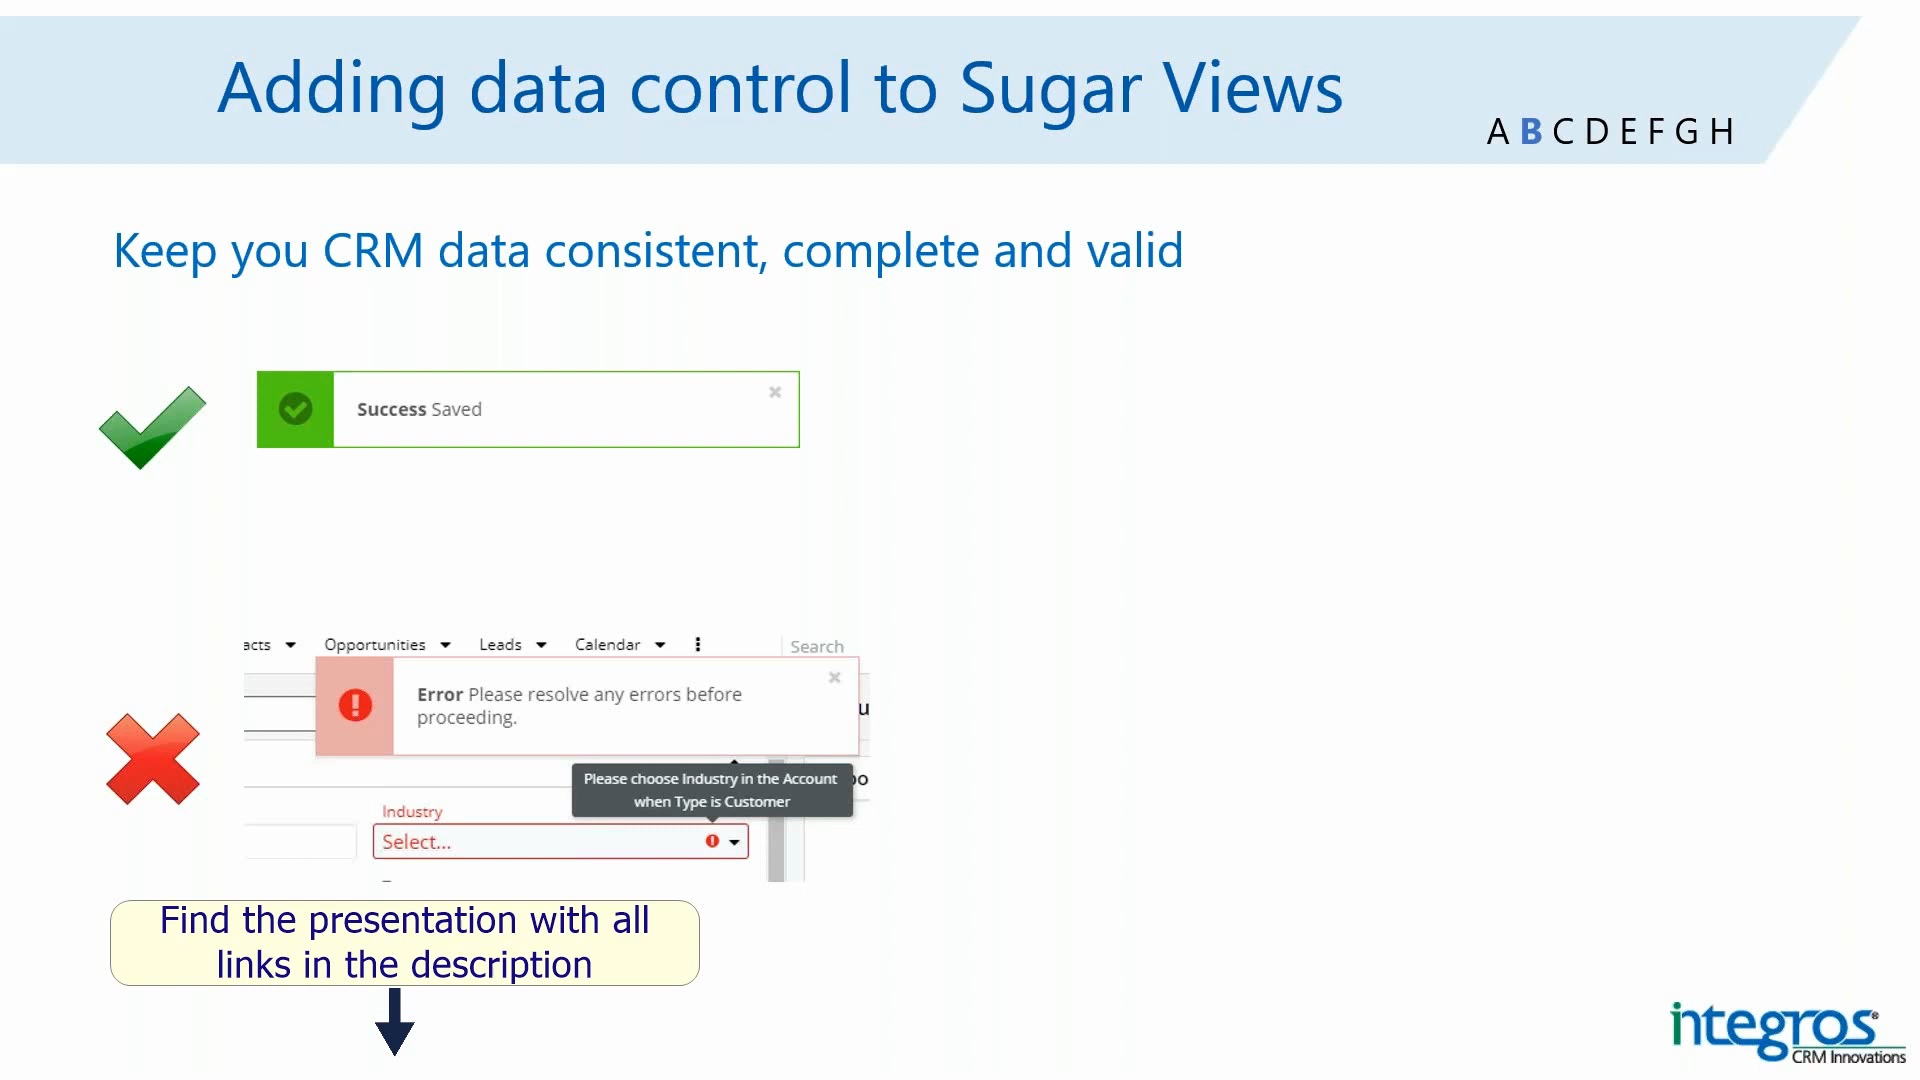 Adding data control to Sugar Views
A B C D E F G H
Keep you CRM data consistent, complete and valid
Success Saved
acts Opportunities Leads Calendar Search
Error Please resolve any errors before
proceeding.
Please choose Industry in the Account
when Type is Customer
Industry
Select...
Find the presentation with all
links in the description
integros®
CRM Innovations